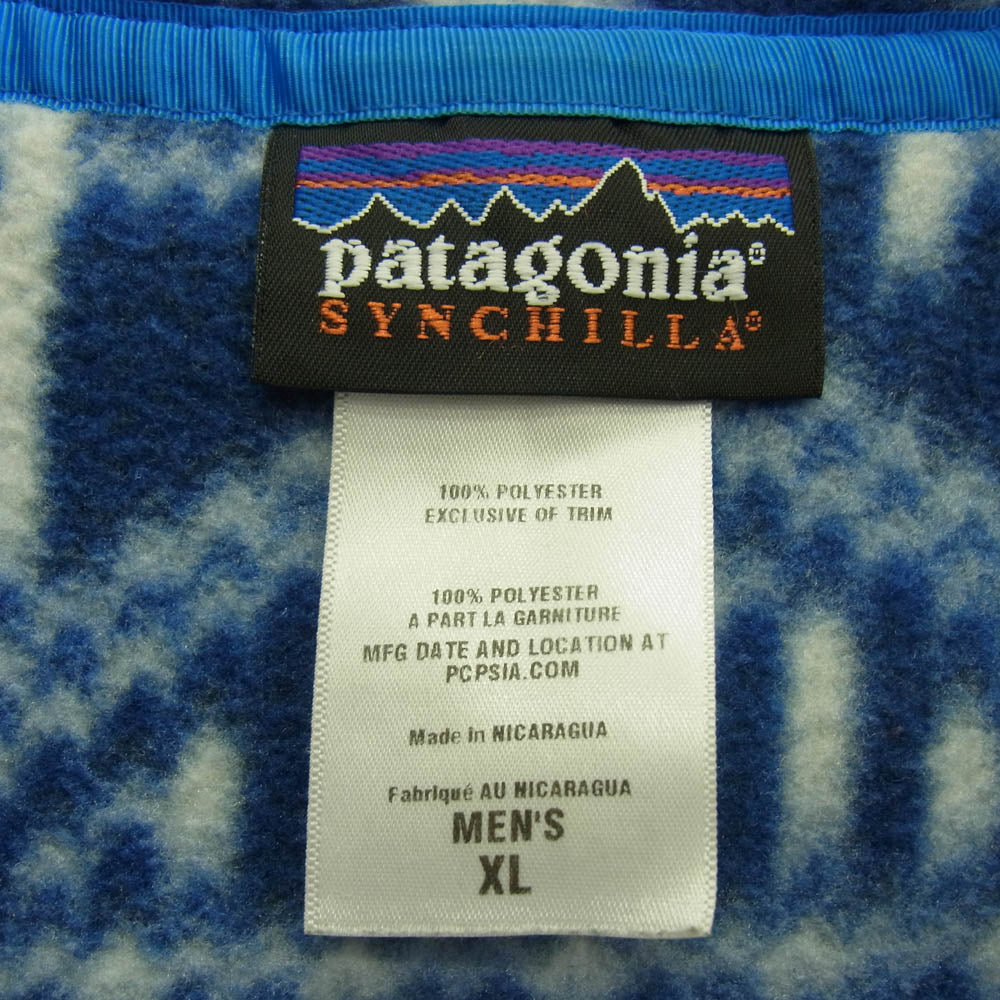 patagonia®
SYNCHILLA®
100% POLYESTER
EXCLUSIVE OF TRIM
100% POLYESTER
A PART LA GARNITURE
MFG DATE AND LOCATION AT
PCPSIA.COM
Made in NICARAGUA
Fabriqué AU NICARAGUA
MEN'S
XL